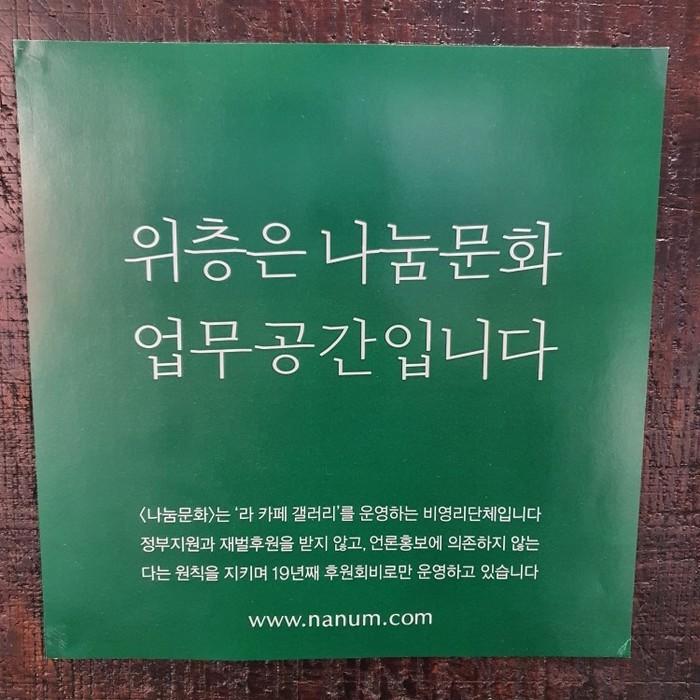 위층은 나눔문화
업무공간입니다
<나눔문화>는 '라 카페 갤러리'를 운영하는 비영리단체입니다
정부지원과 재벌후원을 받지 않고, 언론홍보에 의존하지 않는
다는 원칙을 지키며 19년째 후원회비로만 운영하고 있습니다
www.nanum.com